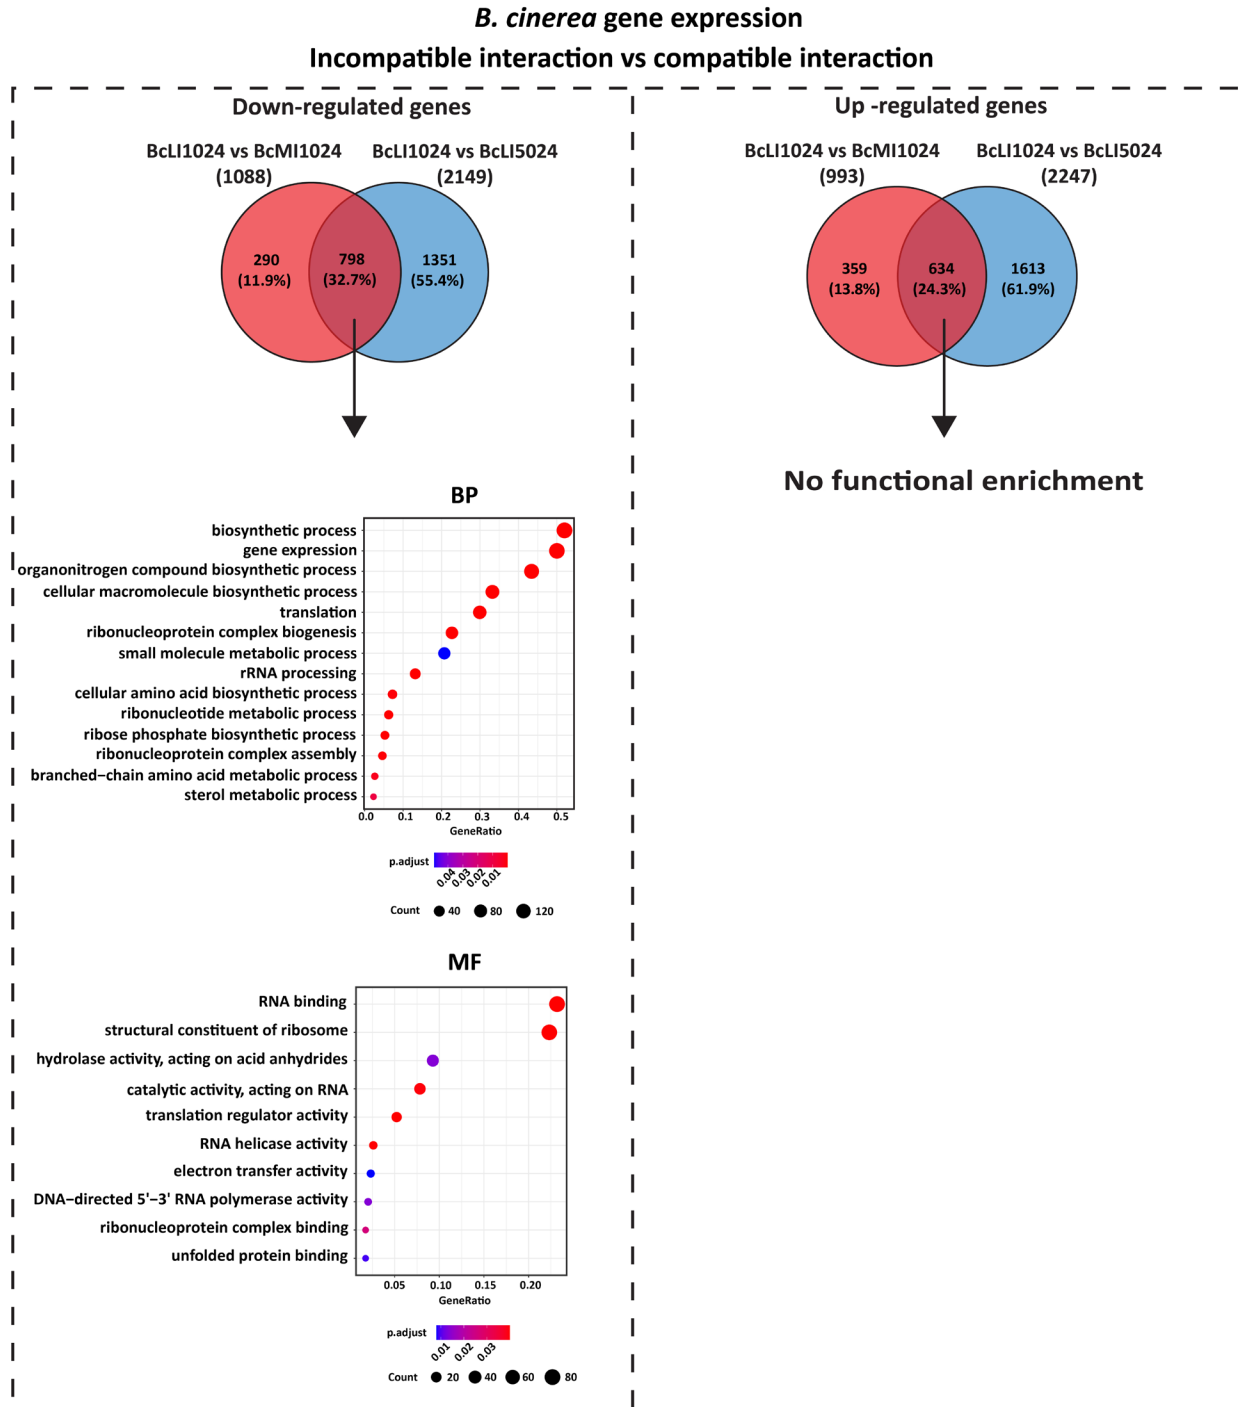 B. cinerea gene expression
Incompatible interaction vs compatible interaction
Down-regulated genes
BcLI1024 vs BcMI1024
(1088)
BcLI1024 vs BcLI5024
(2149)
290
(11.9%)
798
(32.7%)
1351
(55.4%)
BP
biosynthetic process
gene expression
organonitrogen compound biosynthetic process
cellular macromolecule biosynthetic process
translation
ribonucleoprotein complex biogenesis
small molecule metabolic process
rRNA processing
cellular amino acid biosynthetic process
ribonucleotide metabolic process
ribose phosphate biosynthetic process
ribonucleoprotein complex assembly
branched−chain amino acid metabolic process
sterol metabolic process
0.0 0.1 0.2 0.3 0.4 0.5
GeneRatio
p.adjust
0.04 0.03 0.02 0.01
Count 40 80 120
MF
RNA binding
structural constituent of ribosome
hydrolase activity, acting on acid anhydrides
catalytic activity, acting on RNA
translation regulator activity
RNA helicase activity
electron transfer activity
DNA−directed 5'−3' RNA polymerase activity
ribonucleoprotein complex binding
unfolded protein binding
0.05 0.10 0.15 0.20
GeneRatio
p.adjust
0.01 0.02 0.03
Count 20 40 60 80
Up -regulated genes
BcLI1024 vs BcMI1024
(993)
BcLI1024 vs BcLI5024
(2247)
359
(13.8%)
634
(24.3%)
1613
(61.9%)
No functional enrichment